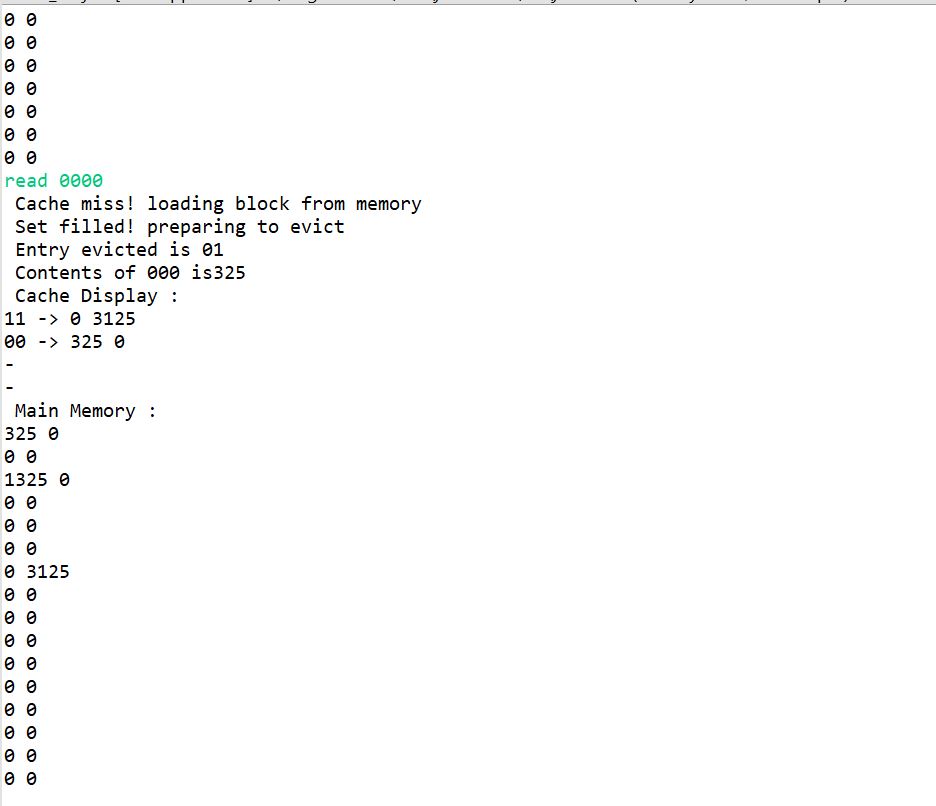 0 0
0 0
0 0
0 0
0 0
0 0
0 0
read 0000
Cache miss! loading block from memory
Set filled! preparing to evict
Entry evicted is 01
Contents of 000 is325
Cache Display :
11 -> 0 3125
00 -> 325 0
-
-
Main Memory :
325 0
0 0
1325 0
0 0
0 0
0 0
0 3125
0 0
0 0
0 0
0 0
0 0
0 0
0 0
0 0
0 0